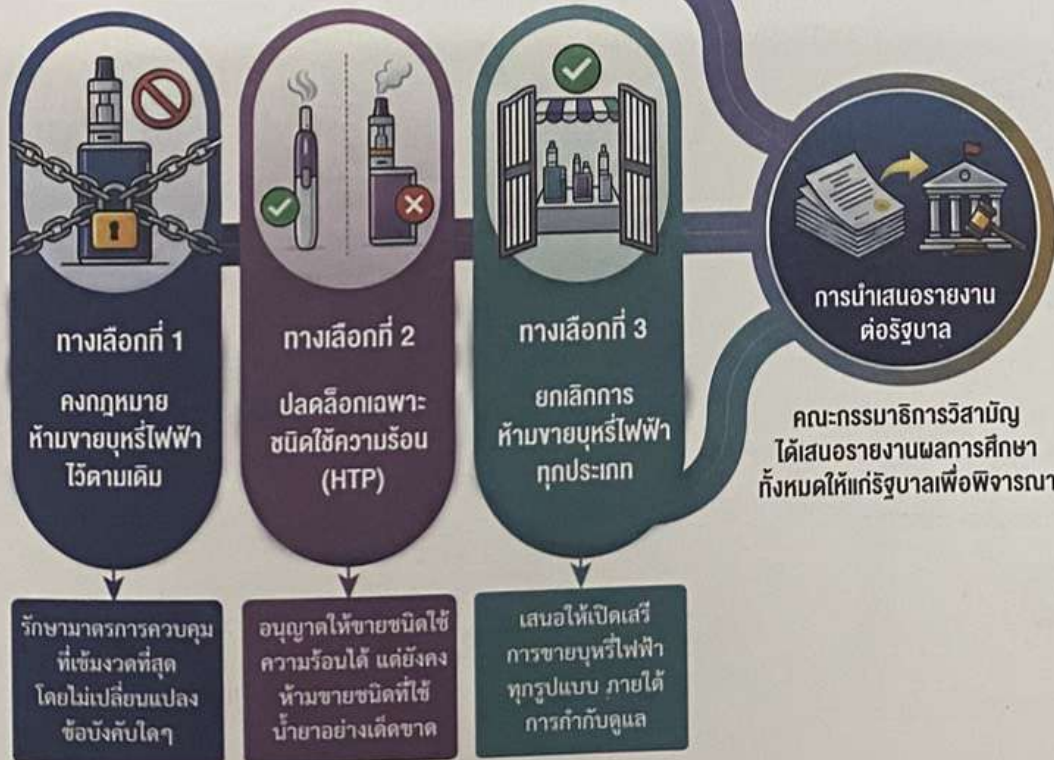 ทางเลือกที่ 1
คงกฎหมาย
ห้ามขายบุหรี่ไฟฟ้า
ไว้ตามเดิม
รักษามาตรการควบคุม
ที่เข้มงวดที่สุด
โดยไม่เปลี่ยนแปลง
ข้อบังคับใดๆ
ทางเลือกที่ 2
ปลดล็อกเฉพาะ
ชนิดใช้ความร้อน
(HTP)
อนุญาตให้ขายชนิดใช้
ความร้อนได้ แต่ยังคง
ห้ามขายชนิดที่ใช้
น้ำยาอย่างเด็ดขาด
ทางเลือกที่ 3
ยกเลิกการ
ห้ามขายบุหรี่ไฟฟ้า
ทุกประเภท
เสนอให้เปิดเสรี
การขายบุหรี่ไฟฟ้า
ทุกรูปแบบ ภายใต้
การกำกับดูแล
การนำเสนอรายงาน
ต่อรัฐบาล
คณะกรรมาธิการวิสามัญ
ได้เสนอรายงานผลการศึกษา
ทั้งหมดให้แก่รัฐบาลเพื่อพิจารณา